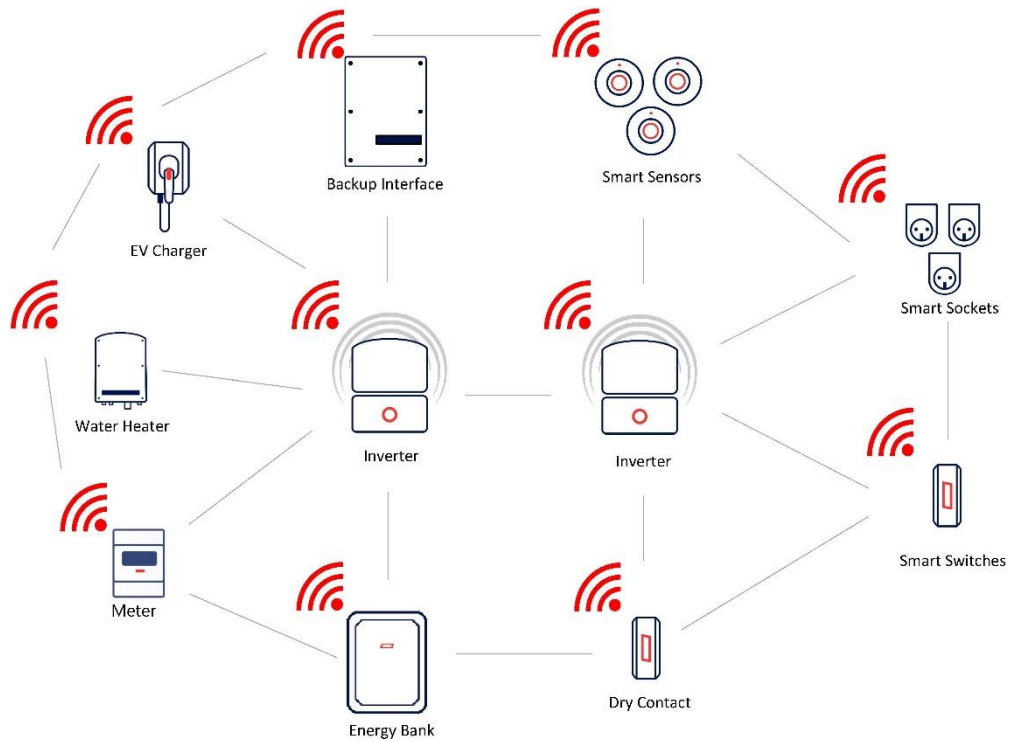 Backup Interface
Smart Sensors
EV Charger
Smart Sockets
Water Heater
Inverter
Inverter
Smart Switches
Meter
Dry Contact
Energy Bank